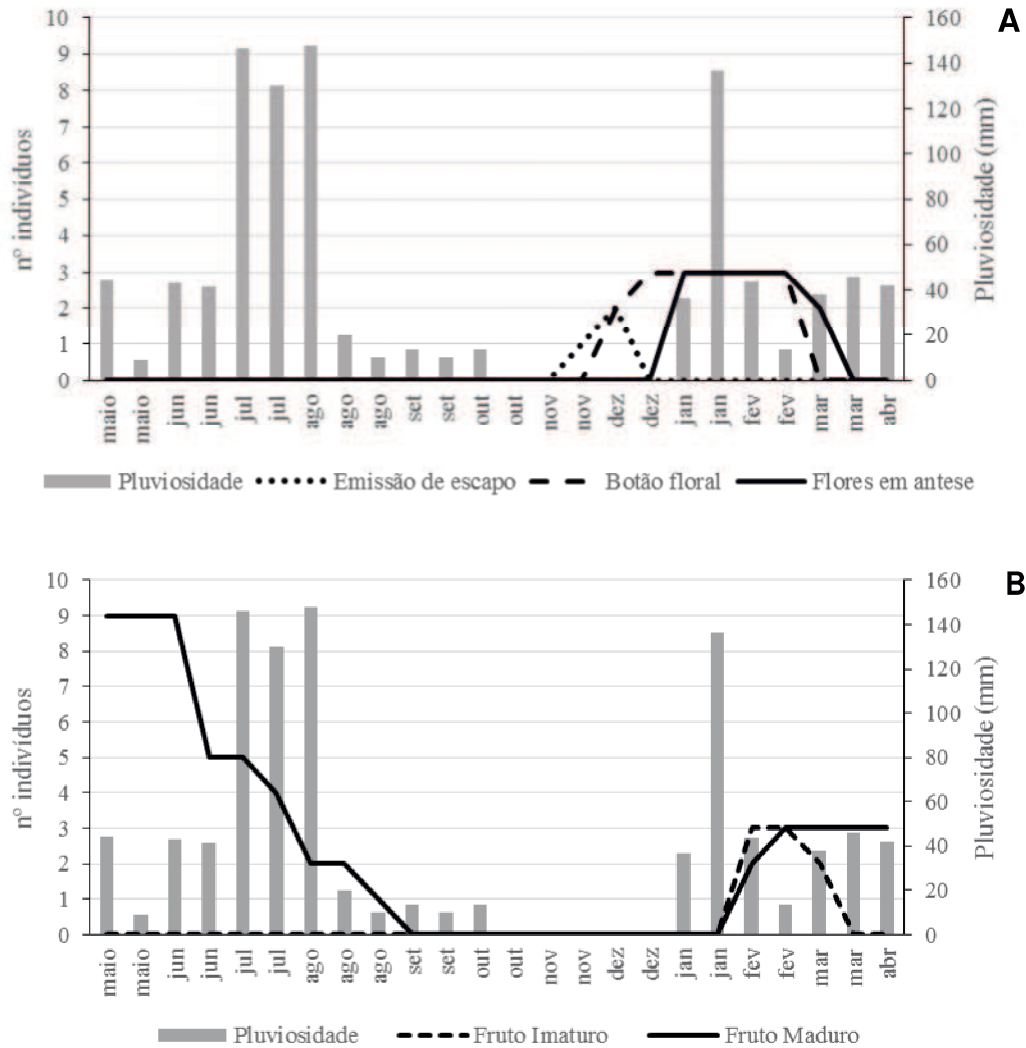 A
10 9 8 7 6 5 4 3 2 1 0
nº indivíduos
160 140 120 100 80 60 40 20 0
Pluviosidade (mm)
maio maio jun jun jul jul ago ago ago set set out out nov nov dez dez jan jan fev fev mar mar abr
Pluviosidade Emissão de escapo Botão floral Flores em antese
B
10 9 8 7 6 5 4 3 2 1 0
nº indivíduos
160 140 120 100 80 60 40 20 0
Pluviosidade (mm)
maio maio jun jun jul jul ago ago ago set set out out nov nov dez dez jan jan fev fev mar mar abr
Pluviosidade Fruto Imaturo Fruto Maduro